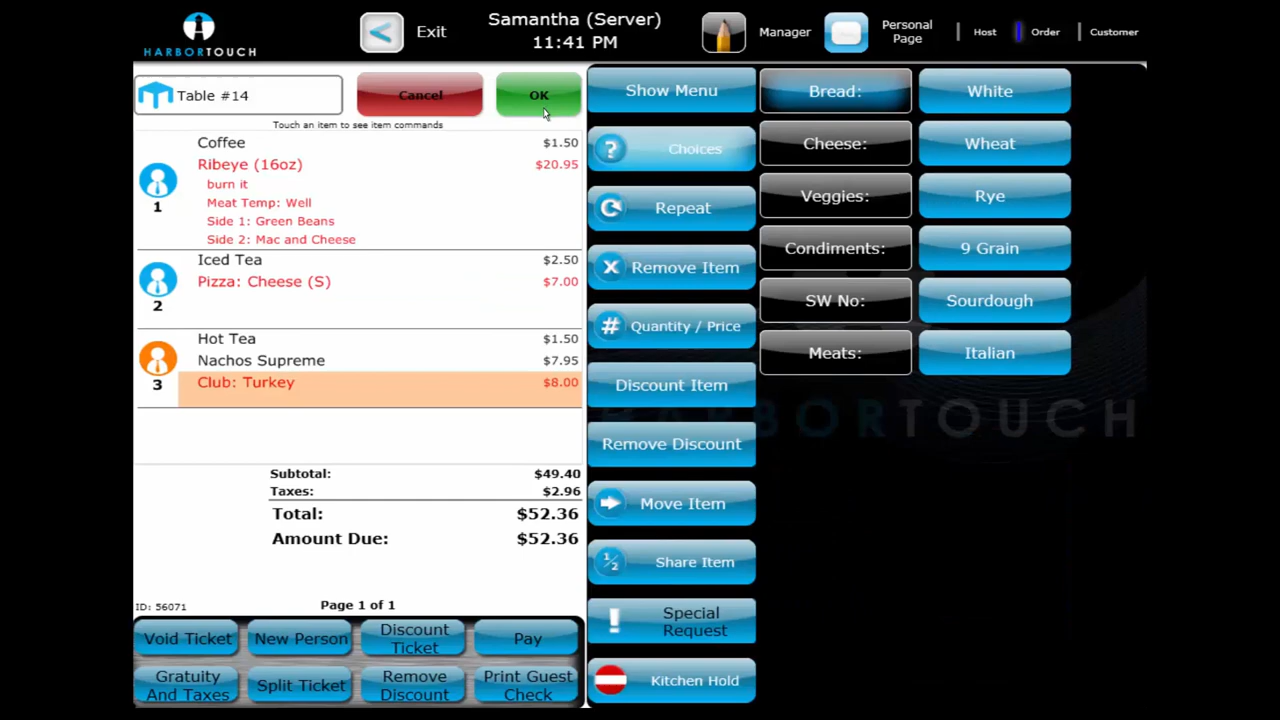 HARBORTOUCH
Exit
Samantha (Server)
11:41 PM
Manager
Personal
Page
Host
Order
Customer
Table #14
Cancel
OK
Touch an item to see item commands
Coffee $1.50
Ribeye (16oz) $20.95
burn it
Meat Temp: Well
Side 1: Green Beans
Side 2: Mac and Cheese
1
Iced Tea $2.50
Pizza: Cheese (S) $7.00
2
Hot Tea $1.50
Nachos Supreme $7.95
Club: Turkey $8.00
3
Subtotal: $49.40
Taxes: $2.96
Total: $52.36
Amount Due: $52.36
ID: 56071
Page 1 of 1
Void Ticket
New Person
Discount
Ticket
Pay
Gratuity
And Taxes
Split Ticket
Remove
Discount
Print Guest
Check
Show Menu
? Choices
Repeat
X Remove Item
# Quantity / Price
Discount Item
Remove Discount
Move Item
1/2 Share Item
! Special
Request
Kitchen Hold
Bread:
Cheese:
Veggies:
Condiments:
SW No:
Meats:
White
Wheat
Rye
9 Grain
Sourdough
Italian
HARBORTOUCH